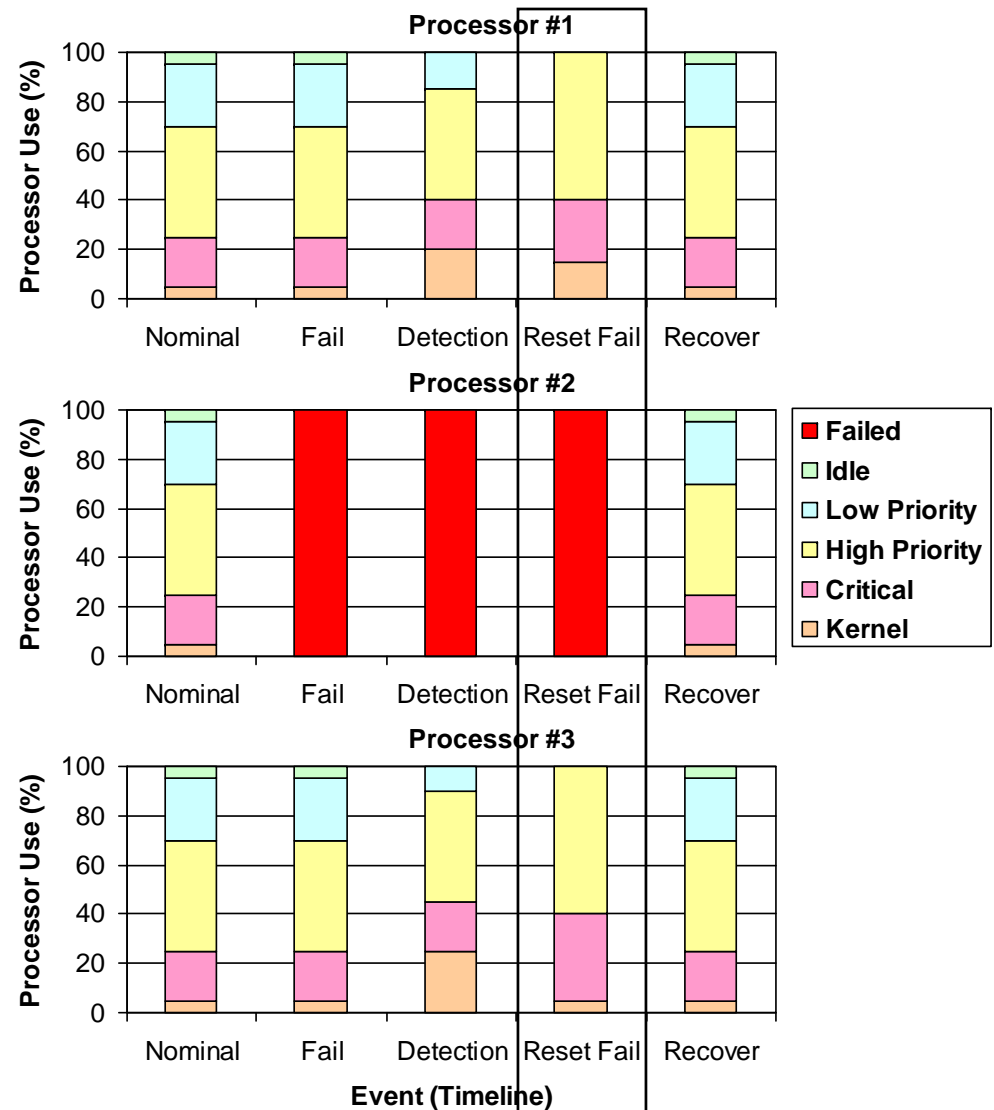 Processor #1
Processor Use (%)
100
80
60
40
20
0
Nominal Fail Detection Reset Fail Recover
Processor #2
Processor Use (%)
100
80
60
40
20
0
Nominal Fail Detection Reset Fail Recover
Failed
Idle
Low Priority
High Priority
Critical
Kernel
Processor #3
Processor Use (%)
100
80
60
40
20
0
Nominal Fail Detection Reset Fail Recover
Event (Timeline)